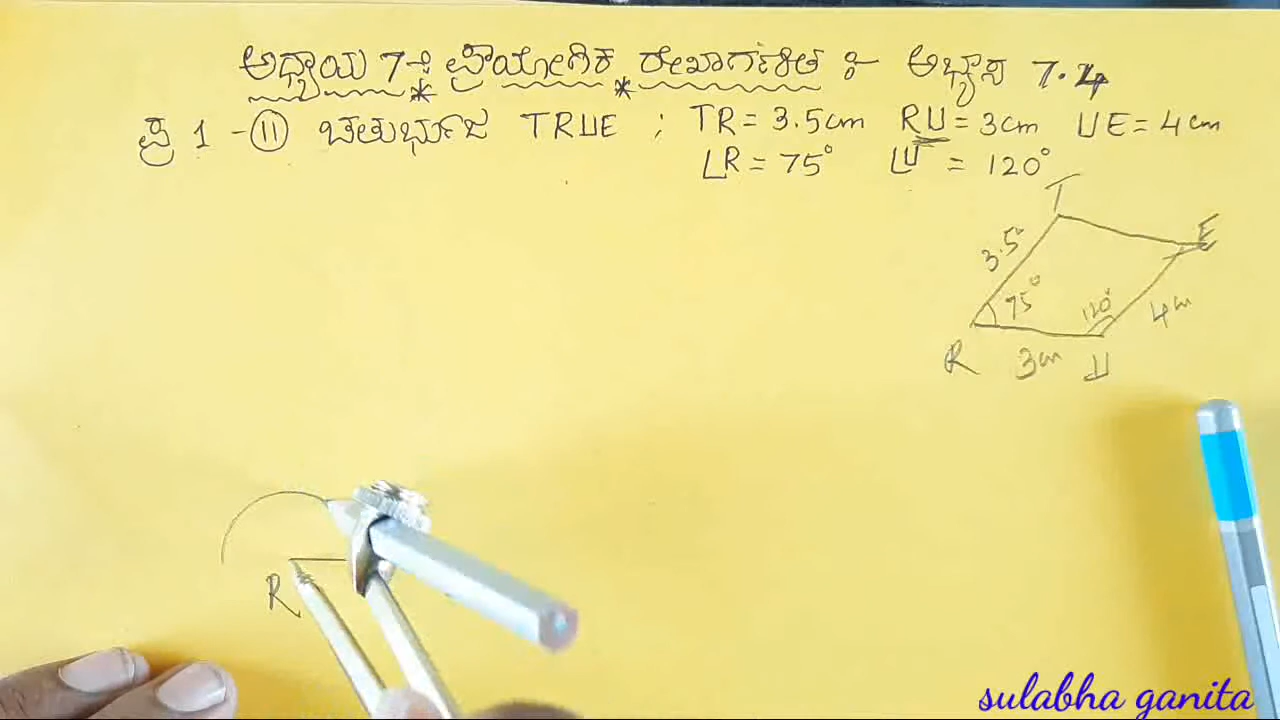 ಅಧ್ಯಾಯ 7 :- ಪ್ರಾಯೋಗಿಕ ರೇಖಾಗಣಿತ :- ಅಭ್ಯಾಸ 7.4
ಪ್ರ 1 - II ಚತುರ್ಭುಜ TRUE ; TR = 3.5cm RU = 3cm UE = 4cm
∠R = 75° ∠U = 120°
T
E
3.5°
75°
120°
4cm
R 3cm U
R
sulabha ganita